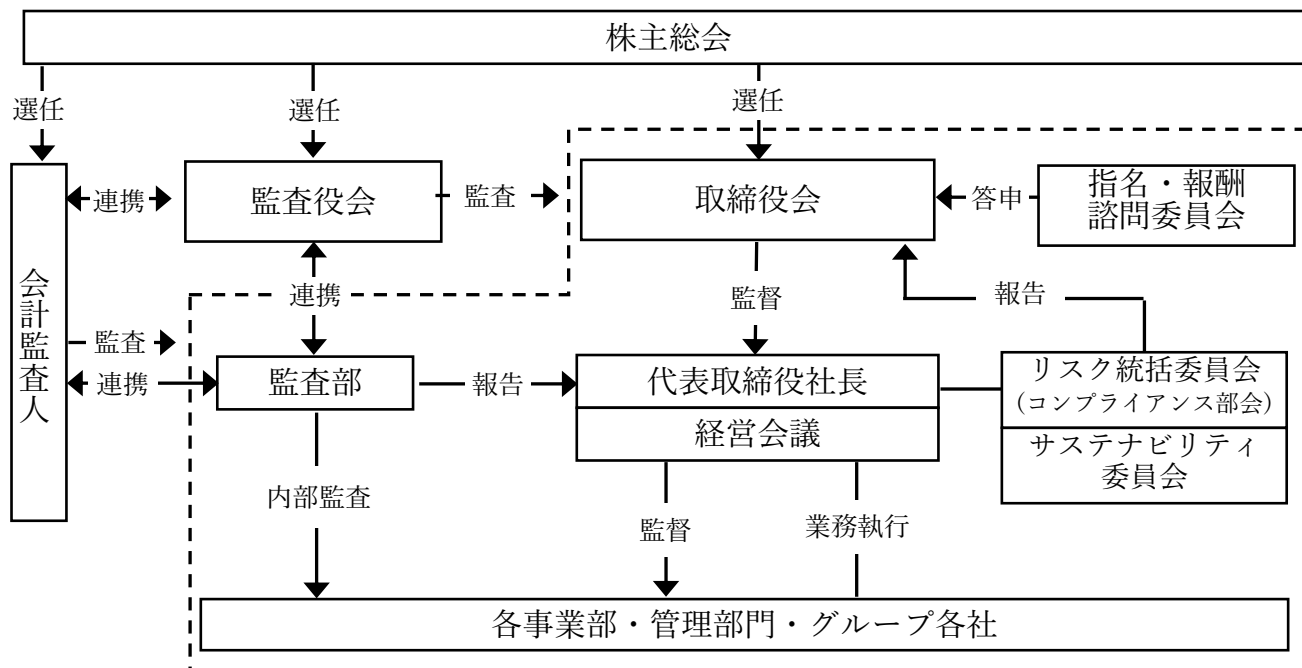 株主総会
選任
選任
選任
監査役会
取締役会
指名・報酬
諮問委員会
連携
監査
答申
会計監査人
連携
監督
報告
監査
連携
監査部
報告
代表取締役社長
経営会議
リスク統括委員会
(コンプライアンス部会)
サステナビリティ
委員会
内部監査
監督
業務執行
各事業部・管理部門・グループ各社